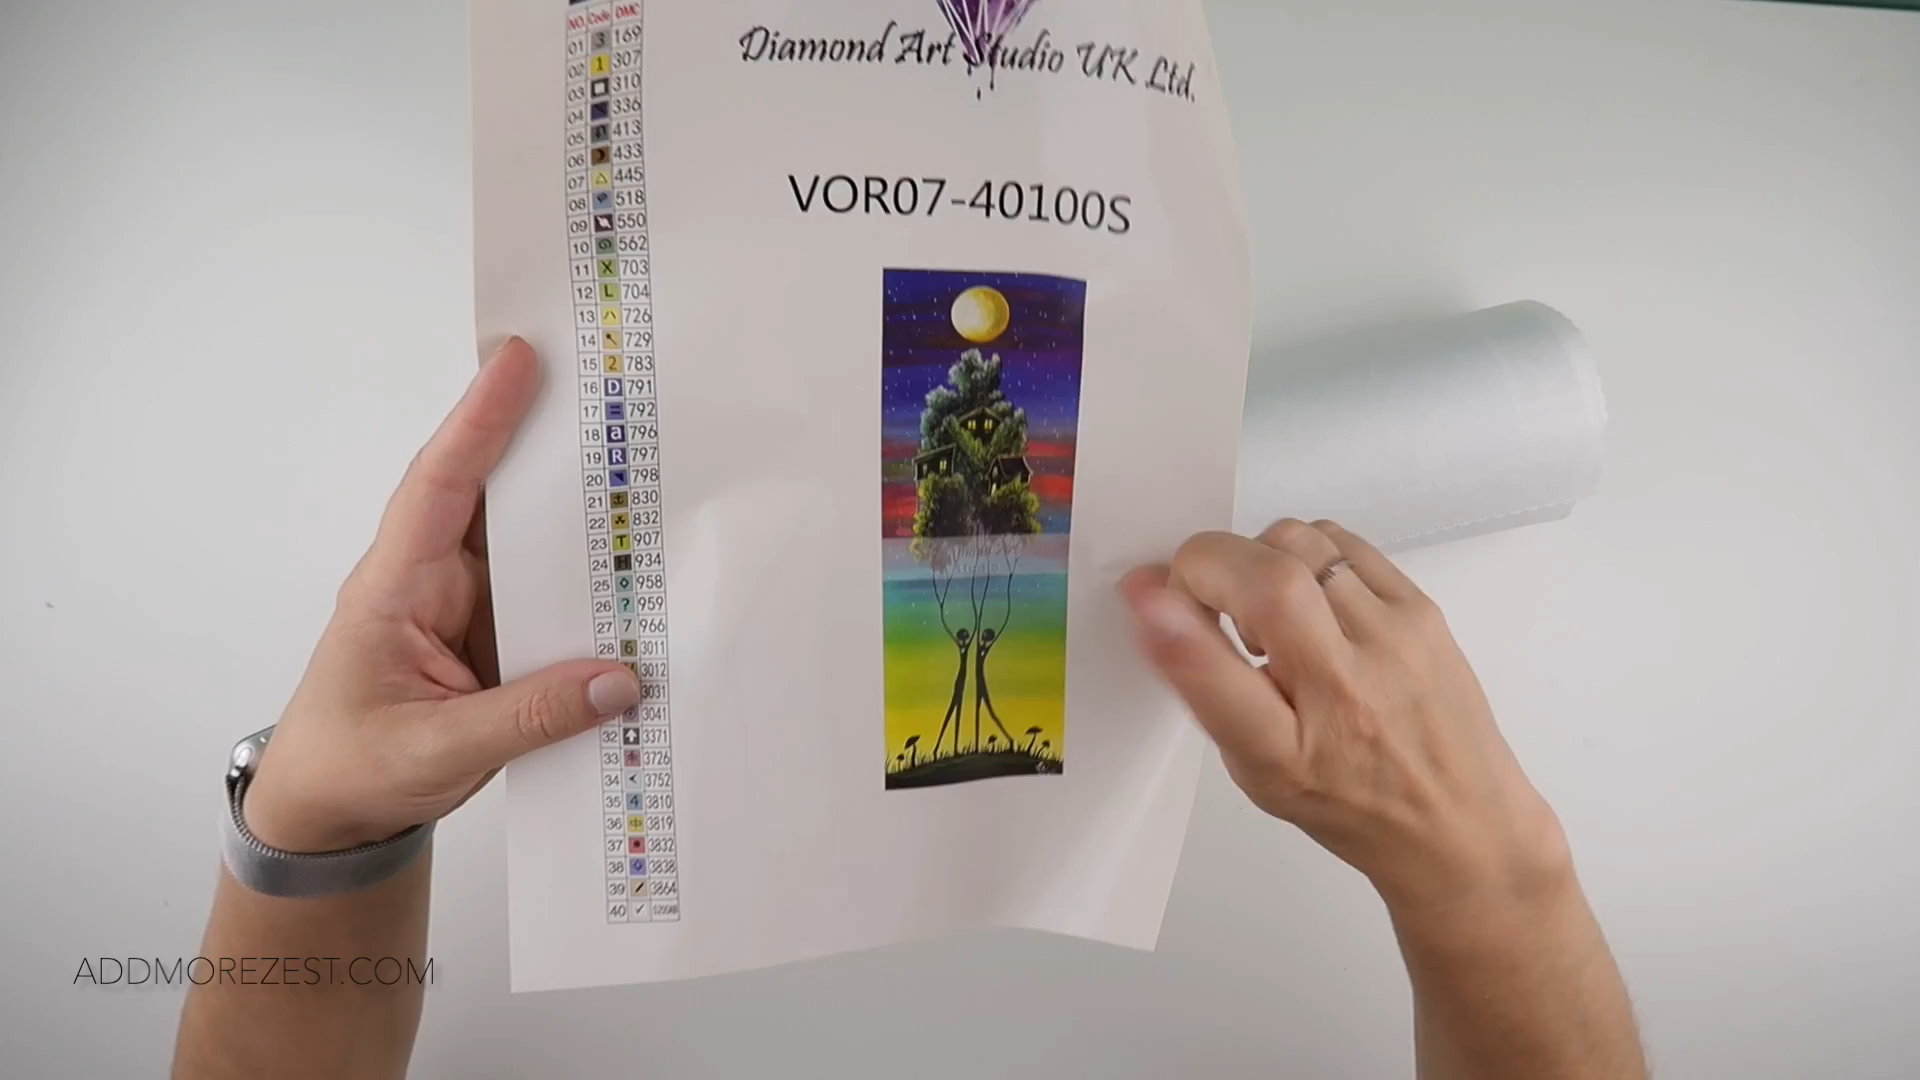 NO. Code DMC
01 3 169
02 1 307
03 310
04 336
05 413
06 433
07 445
08 518
09 550
10 562
11 X 703
12 L 704
13 726
14 729
15 2 783
16 D 791
17 = 792
18 a 796
19 R 797
20 798
21 830
22 832
23 T 907
24 H 934
25 958
26 ? 959
27 7 966
28 6 3011
3012
3031
3041
32 3371
33 3726
34 3752
35 4 3810
36 中 3819
37 3832
38 3838
39 3864
40 ✓
Diamond Art Studio UK Ltd.
VOR07-40100S
ADDMOREZEST.COM